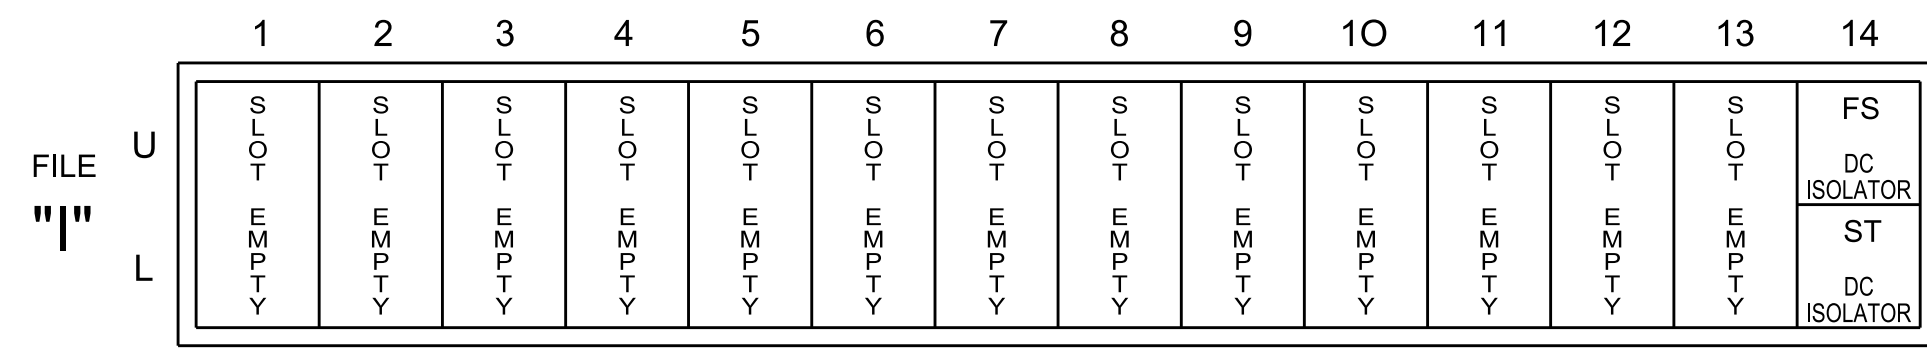 1 2 3 4 5 6 7 8 9 10 11 12 13 14
FILE
"I"
U
L
SLOT EMPTY
SLOT EMPTY
SLOT EMPTY
SLOT EMPTY
SLOT EMPTY
SLOT EMPTY
SLOT EMPTY
SLOT EMPTY
SLOT EMPTY
SLOT EMPTY
SLOT EMPTY
SLOT EMPTY
SLOT EMPTY
FS
DC
ISOLATOR
ST
DC
ISOLATOR